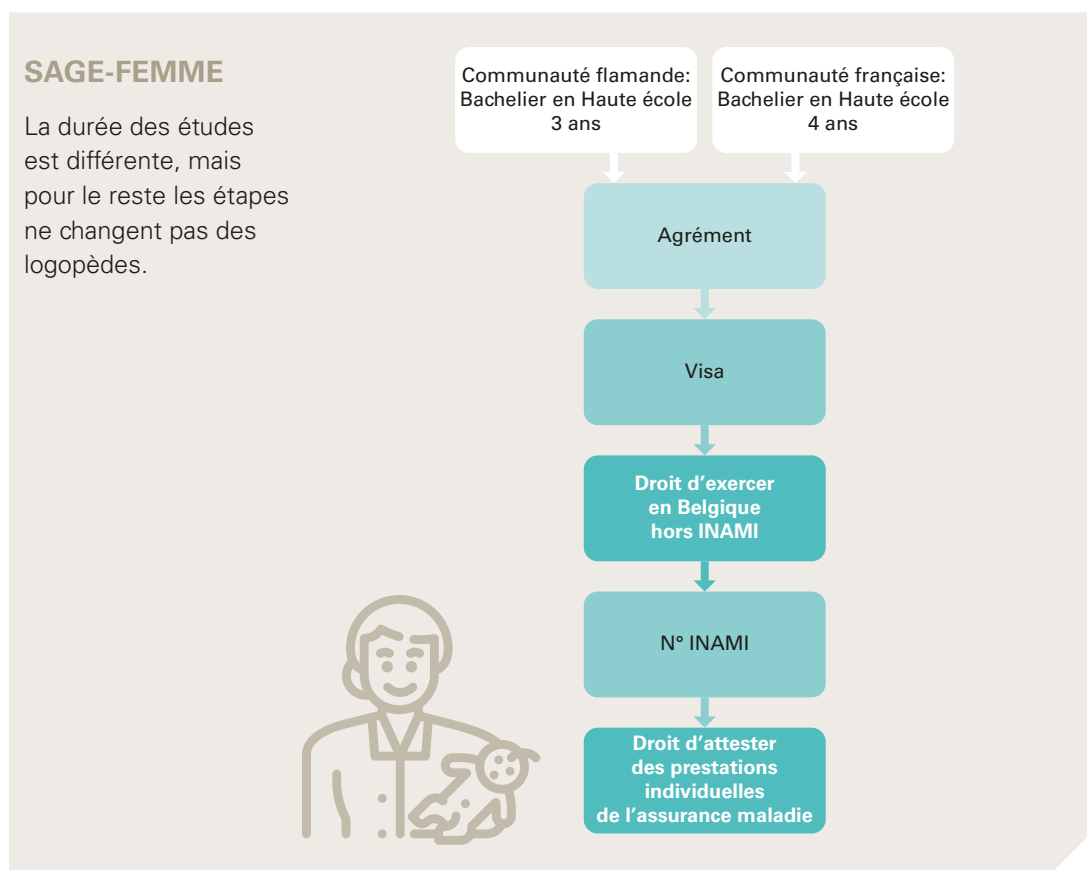 SAGE-FEMME
La durée des études
est différente, mais
pour le reste les étapes
ne changent pas des
logopèdes.
Communauté flamande:
Bachelier en Haute école
3 ans
Communauté française:
Bachelier en Haute école
4 ans
Agrément
Visa
Droit d'exercer
en Belgique
hors INAMI
N° INAMI
Droit d'attester
des prestations
individuelles
de l'assurance maladie